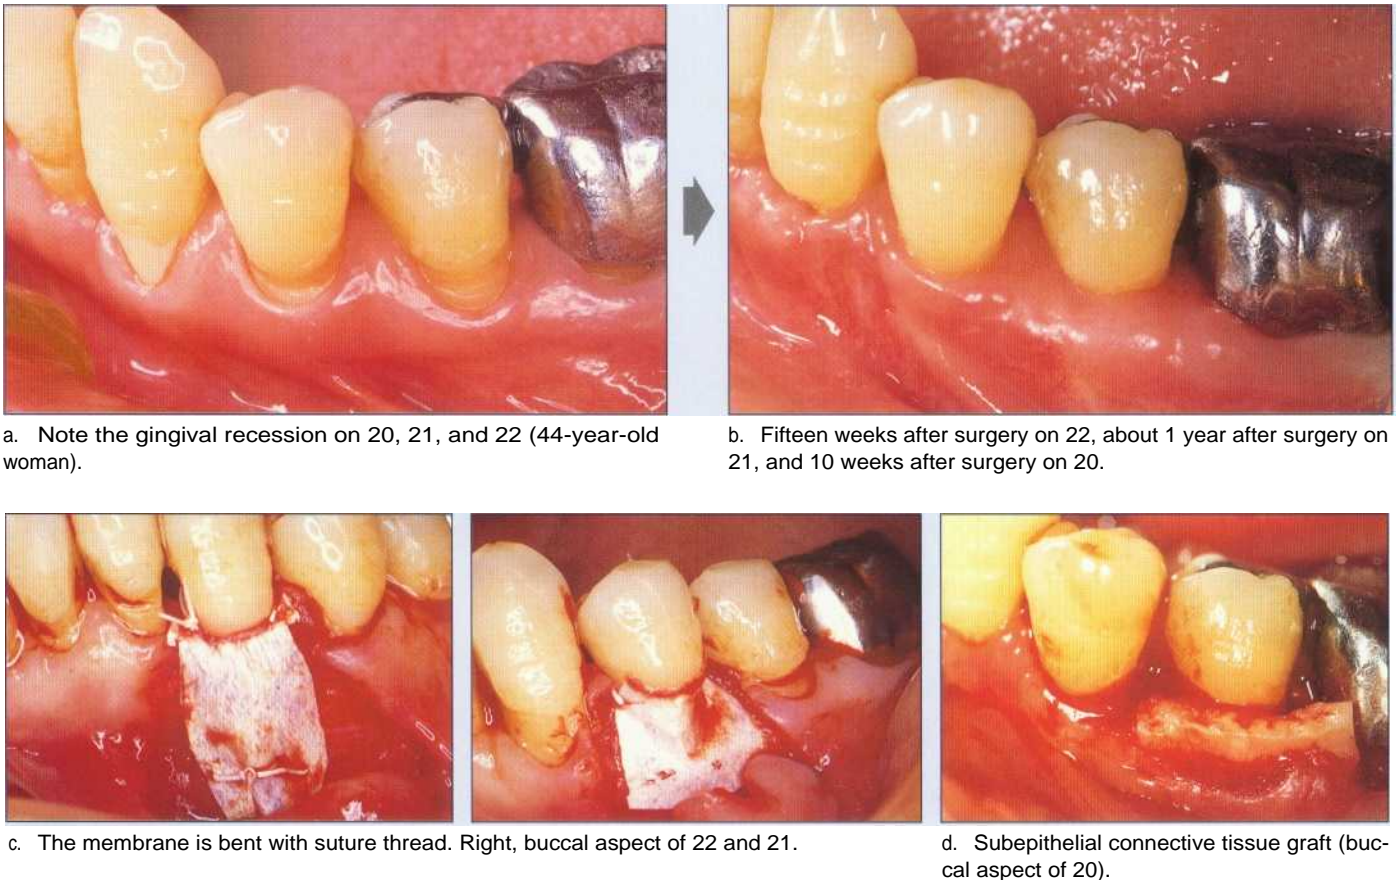 a. Note the gingival recession on 20, 21, and 22 (44-year-old
woman).
b. Fifteen weeks after surgery on 22, about 1 year after surgery on
21, and 10 weeks after surgery on 20.
c. The membrane is bent with suture thread. Right, buccal aspect of 22 and 21.
d. Subepithelial connective tissue graft (buc-
cal aspect of 20).